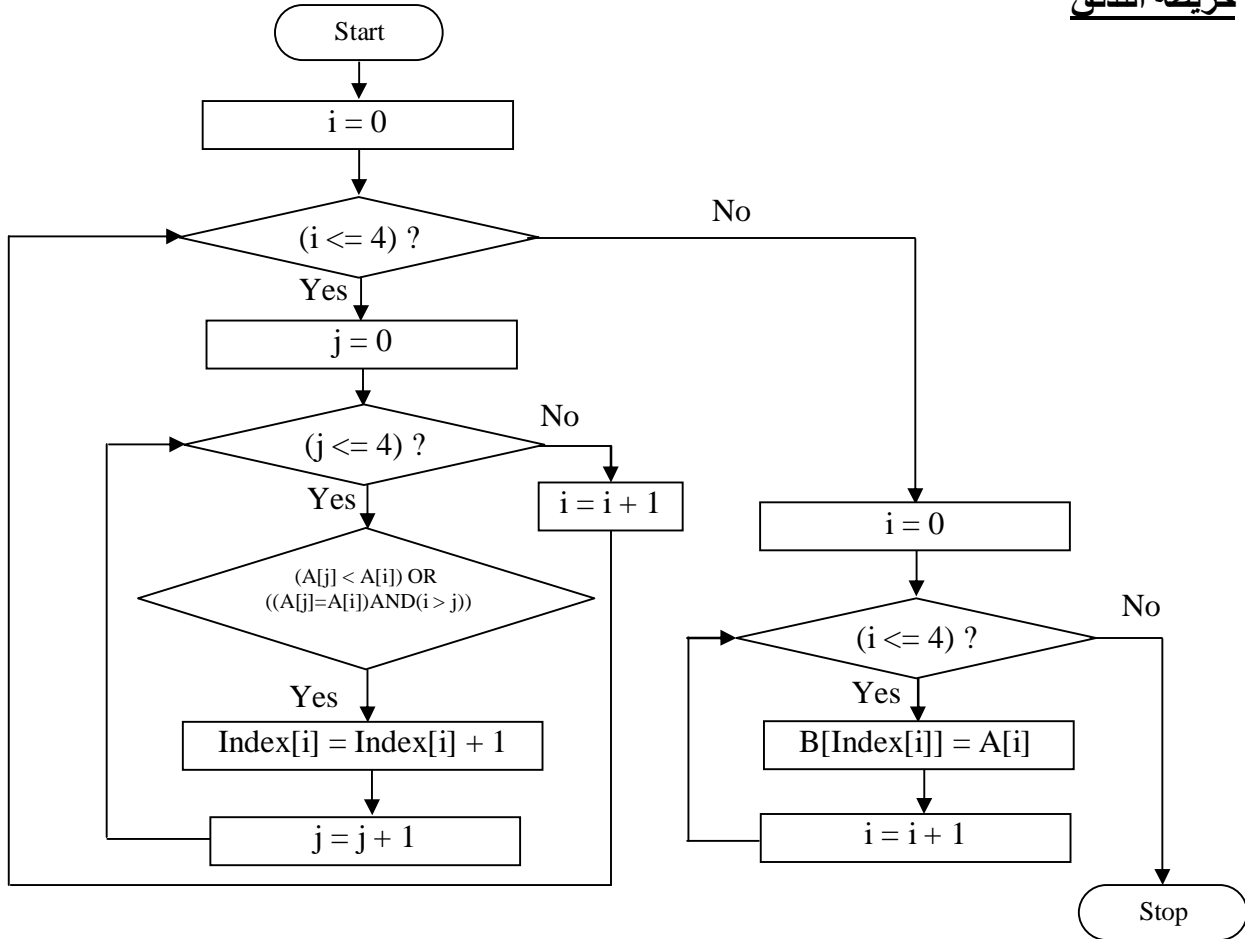 Start
i = 0
(i <= 4) ?
No
Yes
j = 0
(j <= 4) ?
No
Yes
i = i + 1
(A[j] < A[i]) OR
((A[j]=A[i])AND(i > j))
Yes
Index[i] = Index[i] + 1
j = j + 1
i = 0
(i <= 4) ?
No
Yes
B[Index[i]] = A[i]
i = i + 1
Stop